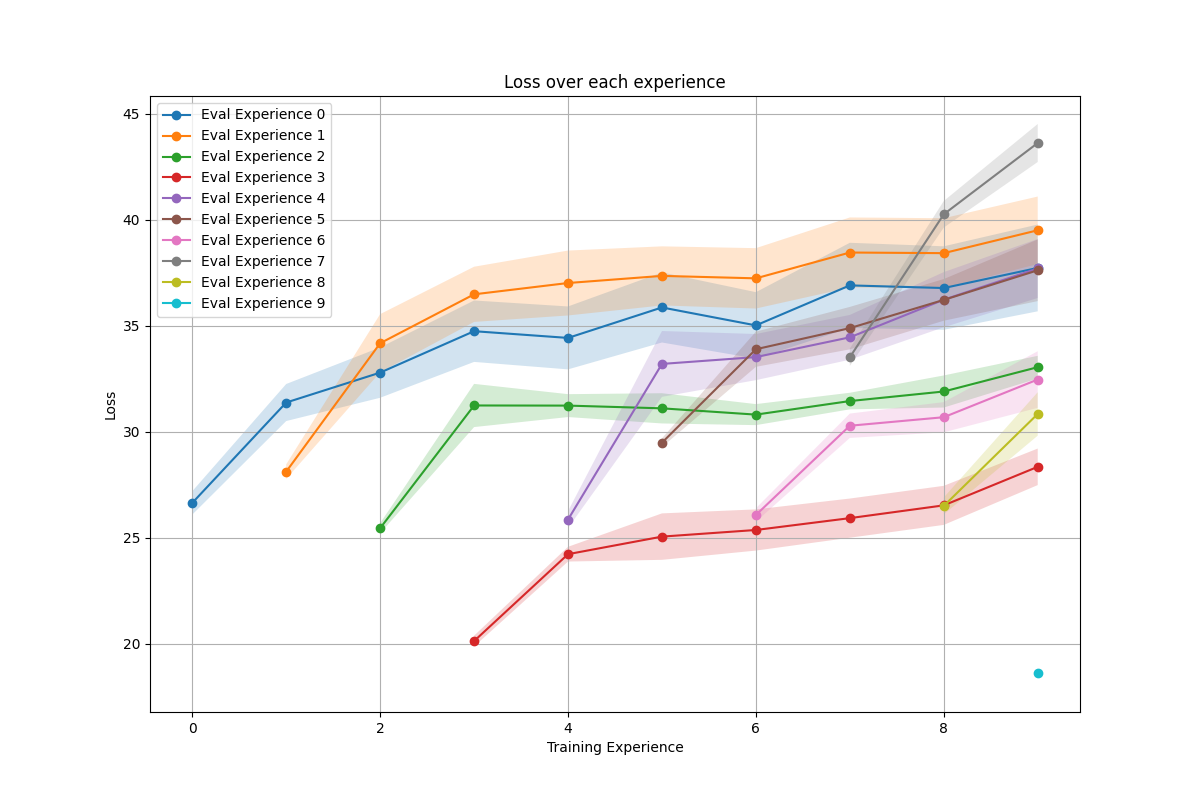 Loss over each experience
45
40
35
30
25
20
Loss
Eval Experience 0
Eval Experience 1
Eval Experience 2
Eval Experience 3
Eval Experience 4
Eval Experience 5
Eval Experience 6
Eval Experience 7
Eval Experience 8
Eval Experience 9
0 2 4 6 8
Training Experience